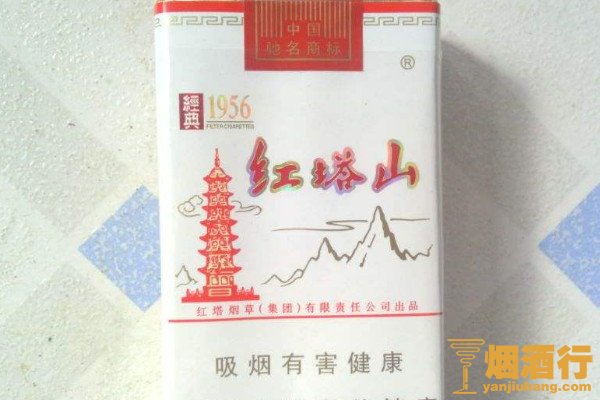 中国
驰名商标
®
經典 1956
FILTER CIGARETTES
红塔山
红塔烟草(集团)有限责任公司出品
吸烟有害健康
烟酒行
yanjiuhang.com